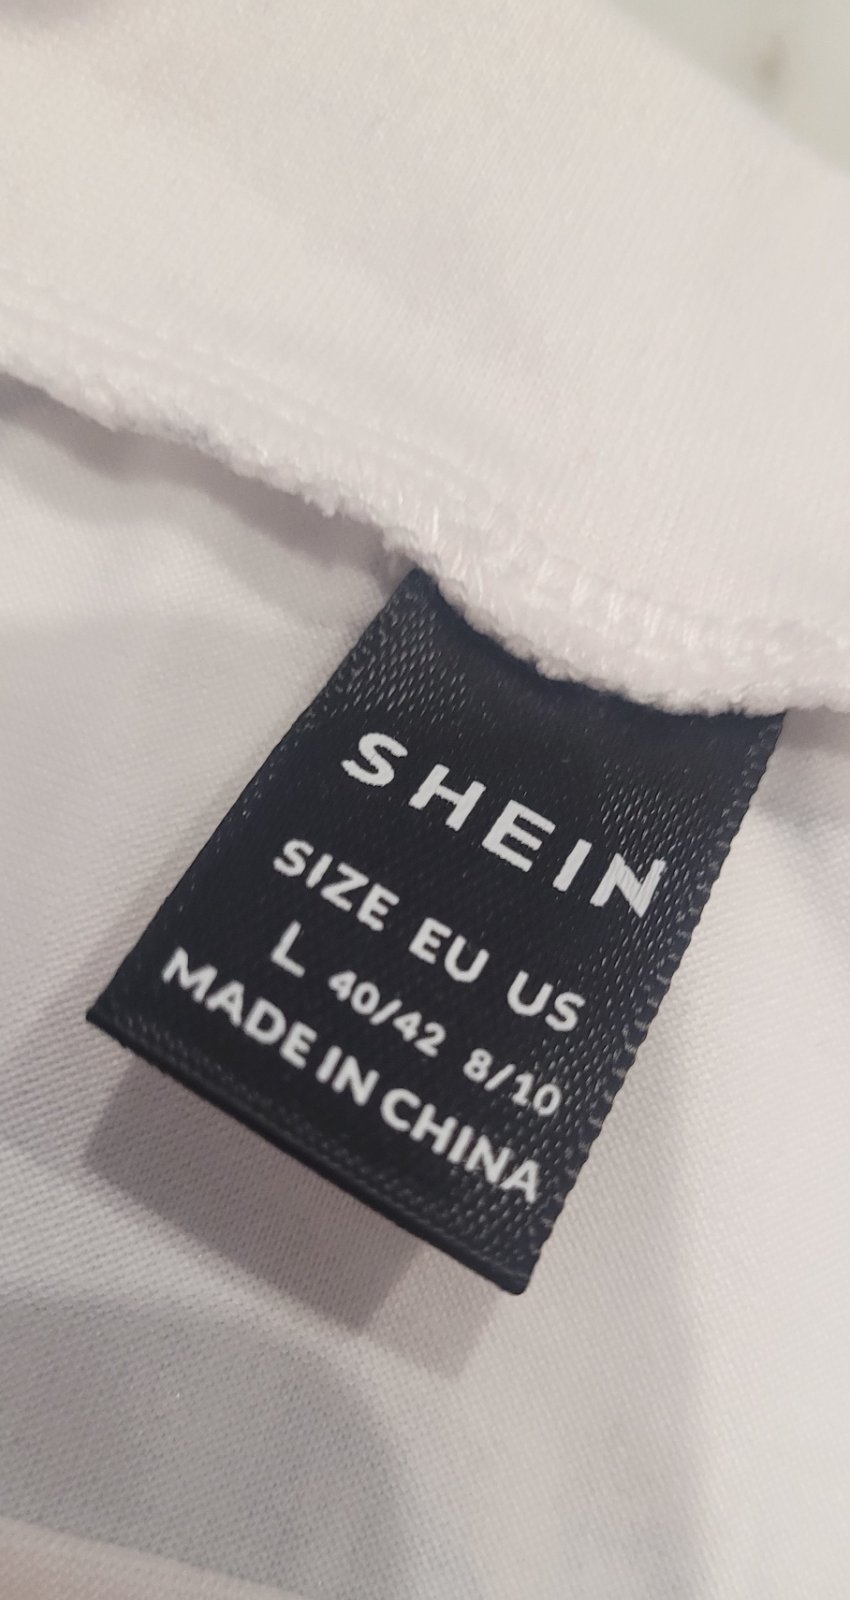 SHEIN
SIZE EU US
L 40/42 8/10
MADE IN CHINA